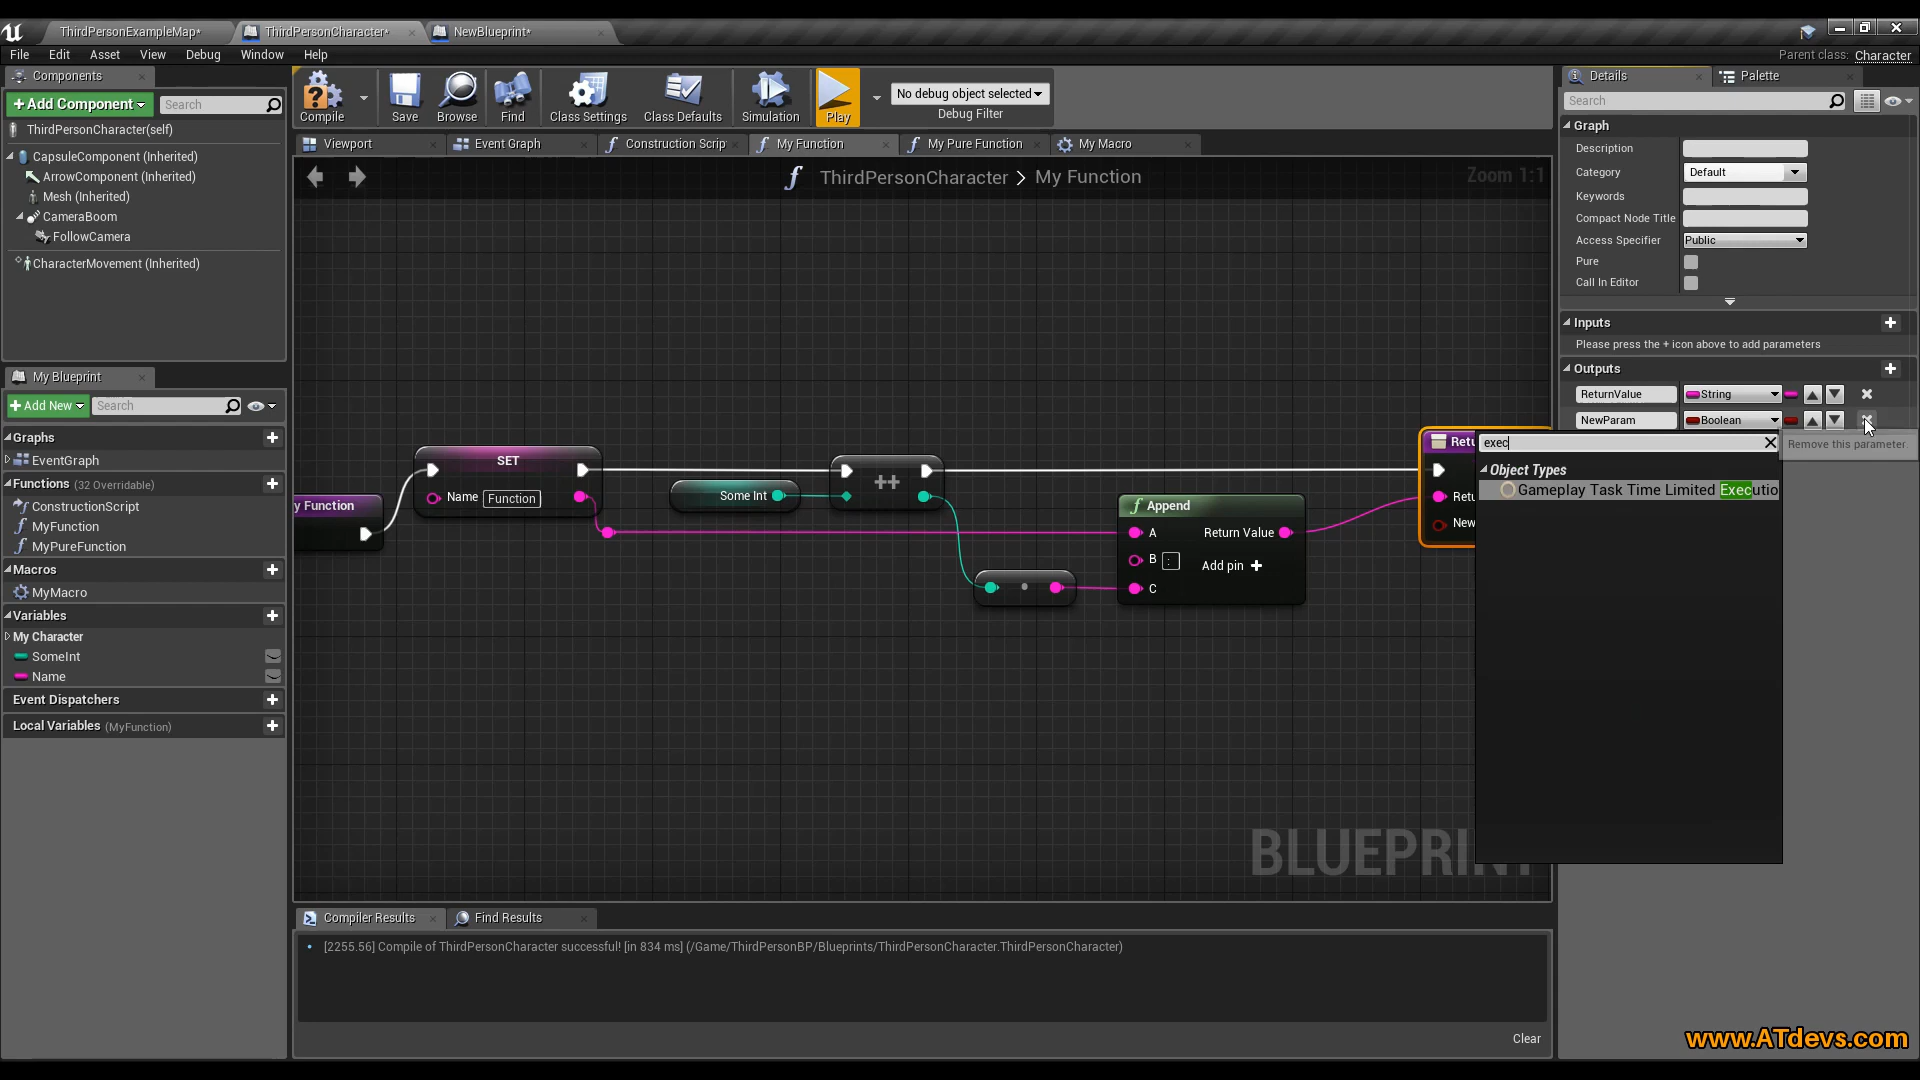 ThirdPersonExampleMap*
ThirdPersonCharacter*
NewBlueprint*
File Edit Asset View Debug Window Help
Parent class: Character
Components
+Add Component
Search
ThirdPersonCharacter(self)
CapsuleComponent (Inherited)
ArrowComponent (Inherited)
Mesh (Inherited)
CameraBoom
FollowCamera
CharacterMovement (Inherited)
My Blueprint
+Add New
Search
Graphs
EventGraph
Functions (32 Overridable)
ConstructionScript
MyFunction
MyPureFunction
Macros
MyMacro
Variables
My Character
SomeInt
Name
Event Dispatchers
Local Variables (MyFunction)
Compile
Save
Browse
Find
Class Settings
Class Defaults
Simulation
Play
No debug object selected
Debug Filter
Viewport
Event Graph
Construction Scrip
My Function
My Pure Function
My Macro
ThirdPersonCharacter > My Function
Zoom 1:1
y Function
SET
Name Function
Some Int
++
Append
A Return Value
B :
Add pin +
C
Retu
Retu
New
BLUEPRI
exec
Object Types
Gameplay Task Time Limited Executio
Compiler Results
Find Results
[2255.56] Compile of ThirdPersonCharacter successful! [in 834 ms] (/Game/ThirdPersonBP/Blueprints/ThirdPersonCharacter.ThirdPersonCharacter)
Clear
Details
Palette
Search
Graph
Description
Category Default
Keywords
Compact Node Title
Access Specifier Public
Pure
Call In Editor
Inputs
Please press the + icon above to add parameters
Outputs
ReturnValue String
NewParam Boolean
Remove this parameter.
www.ATdevs.com